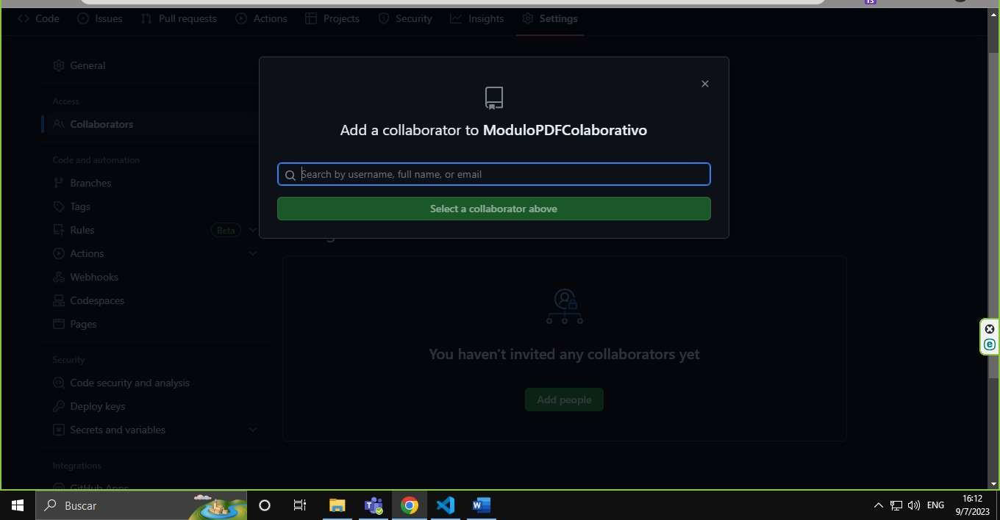 Code Issues Pull requests Actions Projects Security Insights Settings
General
Access
Collaborators
Code and automation
Branches
Tags
Rules Beta
Actions
Webhooks
Codespaces
Pages
Security
Code security and analysis
Deploy keys
Secrets and variables
Integrations
GitHub Apps
Add a collaborator to ModuloPDFColaborativo
Search by username, full name, or email
Select a collaborator above
You haven't invited any collaborators yet
Add people
Buscar
ENG
16:12
9/7/2023